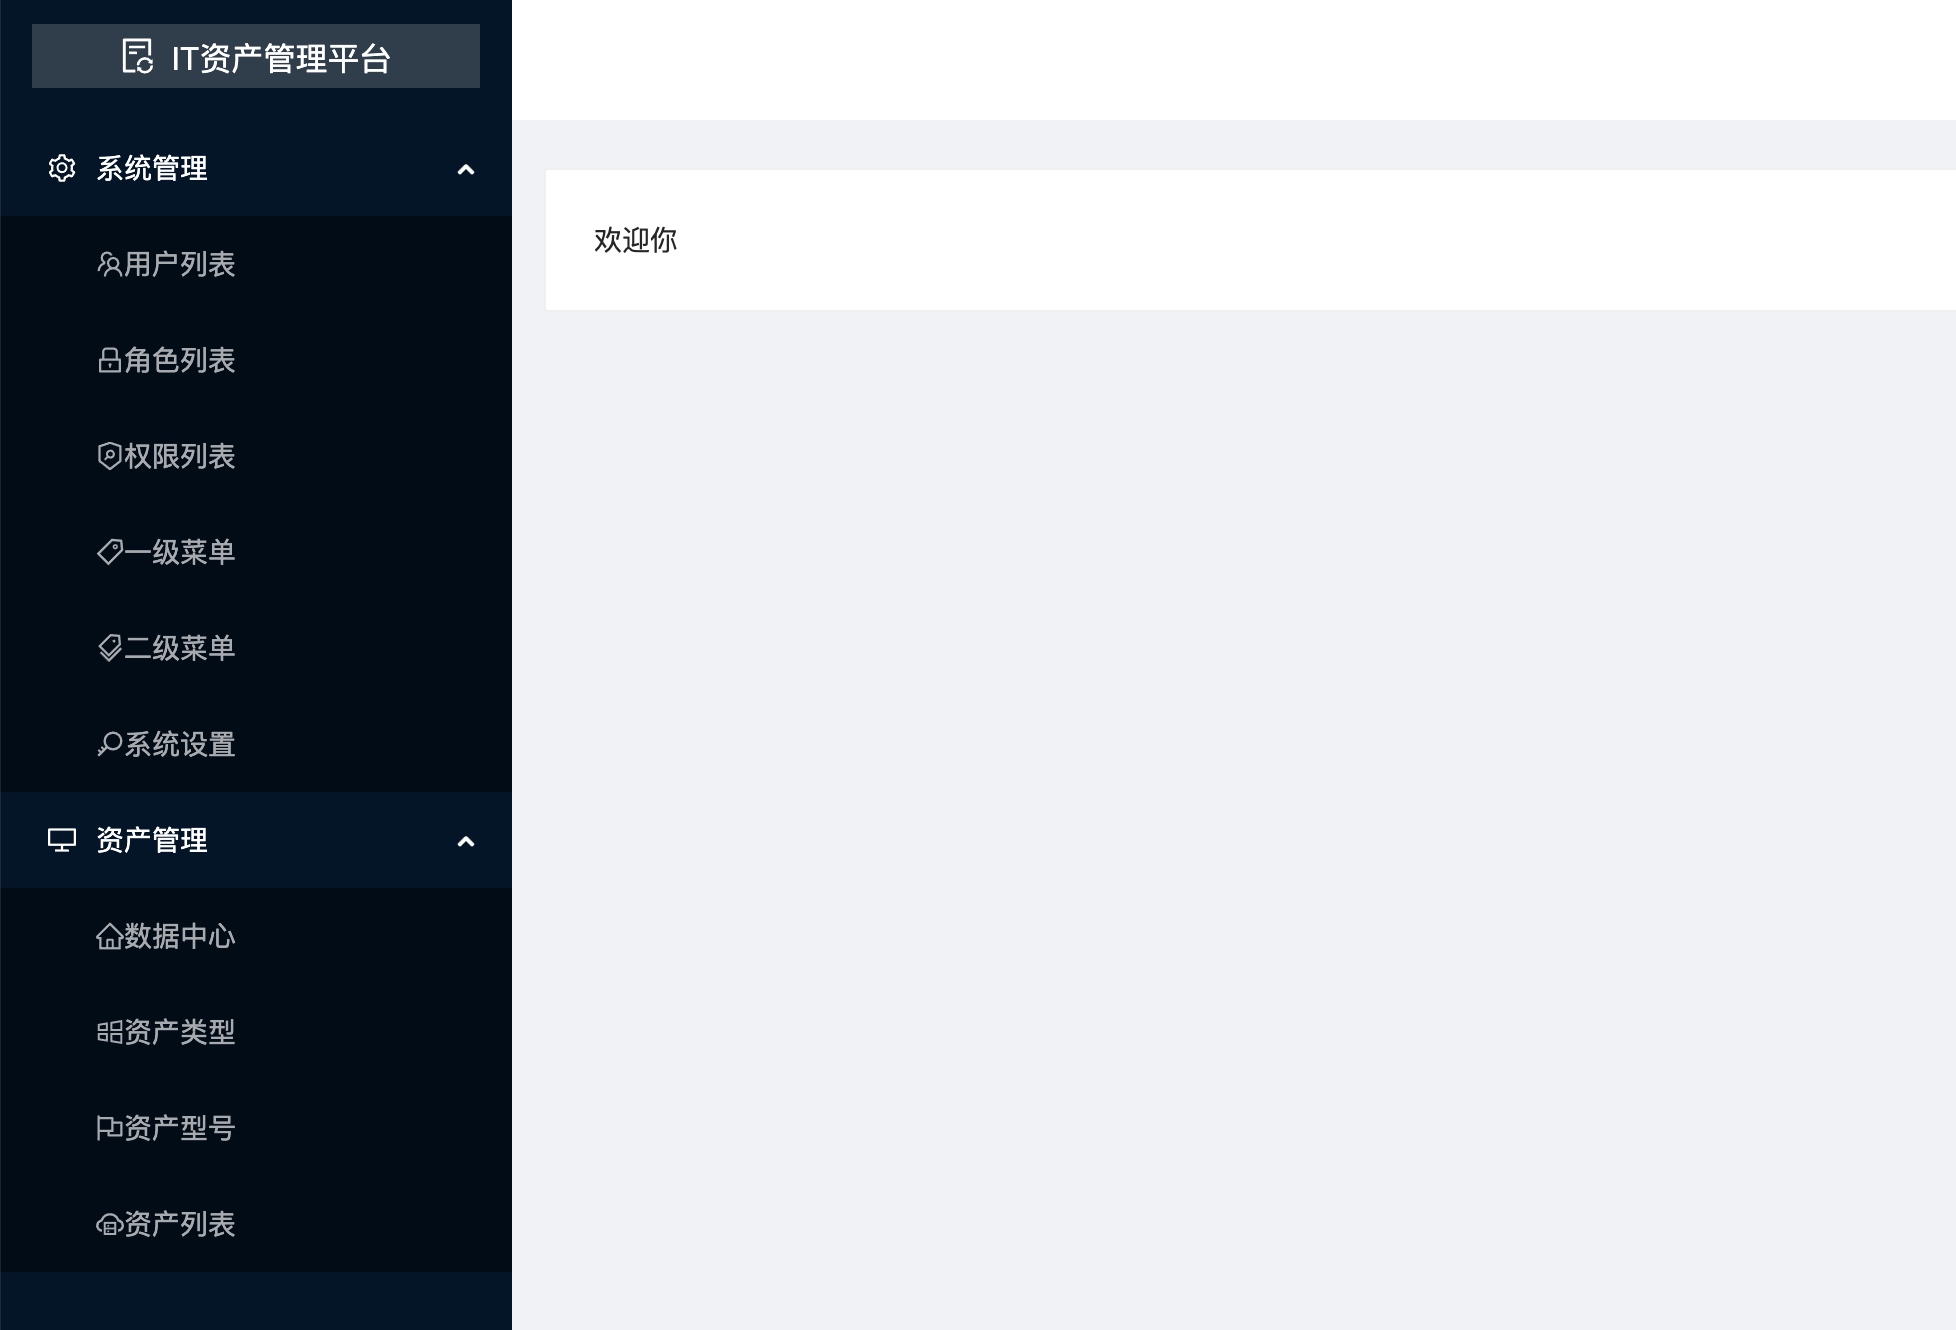 IT资产管理平台
系统管理
欢迎你
用户列表
角色列表
权限列表
一级菜单
二级菜单
系统设置
资产管理
数据中心
资产类型
资产型号
资产列表